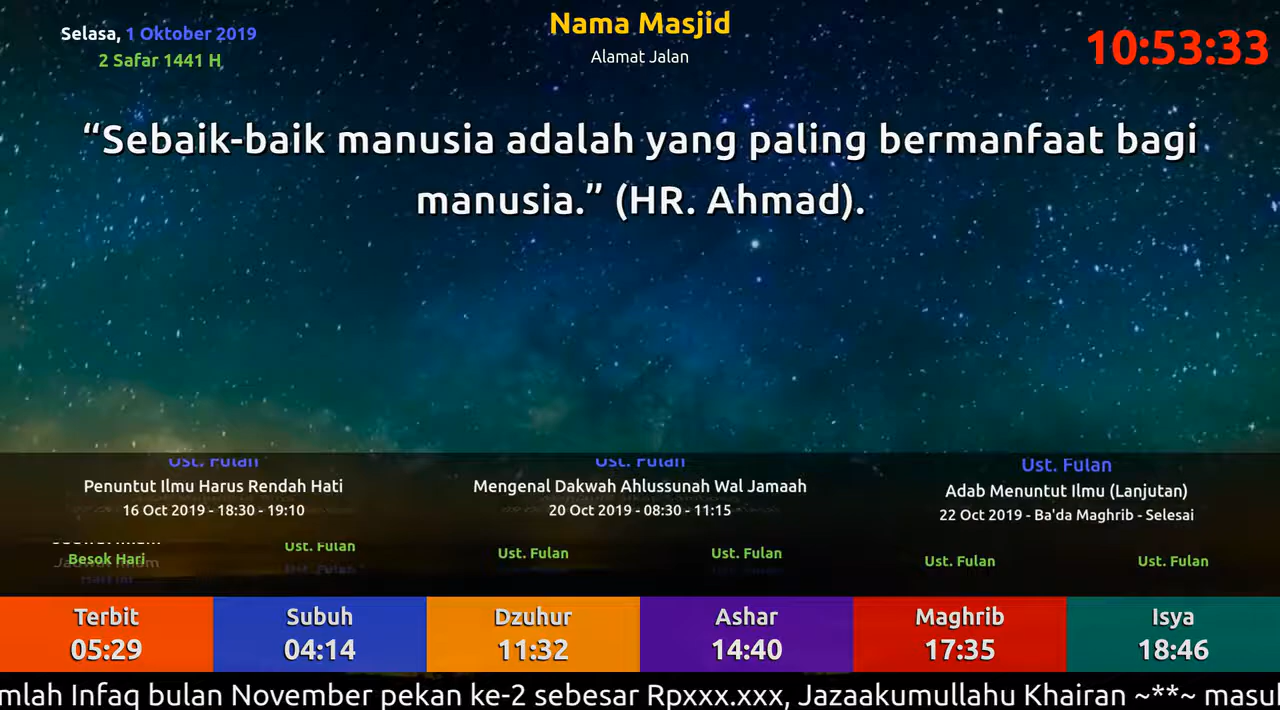 Selasa, 1 Oktober 2019
2 Safar 1441 H
Nama Masjid
Alamat Jalan
10:53:33
“Sebaik-baik manusia adalah yang paling bermanfaat bagi
manusia.” (HR. Ahmad).
Ust. Fulan
Penuntut Ilmu Harus Rendah Hati
16 Oct 2019 - 18:30 - 19:10
Ust. Fulan
Mengenal Dakwah Ahlussunah Wal Jamaah
20 Oct 2019 - 08:30 - 11:15
Ust. Fulan
Adab Menuntut Ilmu (Lanjutan)
22 Oct 2019 - Ba'da Maghrib - Selesai
Besok Hari
Ust. Fulan
Ust. Fulan
Ust. Fulan
Ust. Fulan
Ust. Fulan
Terbit
05:29
Subuh
04:14
Dzuhur
11:32
Ashar
14:40
Maghrib
17:35
Isya
18:46
mlah Infaq bulan November pekan ke-2 sebesar Rpxxx.xxx, Jazaakumullahu Khairan ~**~ masu